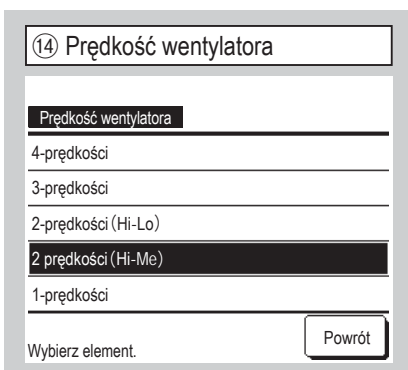 ⑭ Prędkość wentylatora
Prędkość wentylatora
4-prędkości
3-prędkości
2-prędkości (Hi-Lo)
2 prędkości (Hi-Me)
1-prędkości
Powrót
Wybierz element.